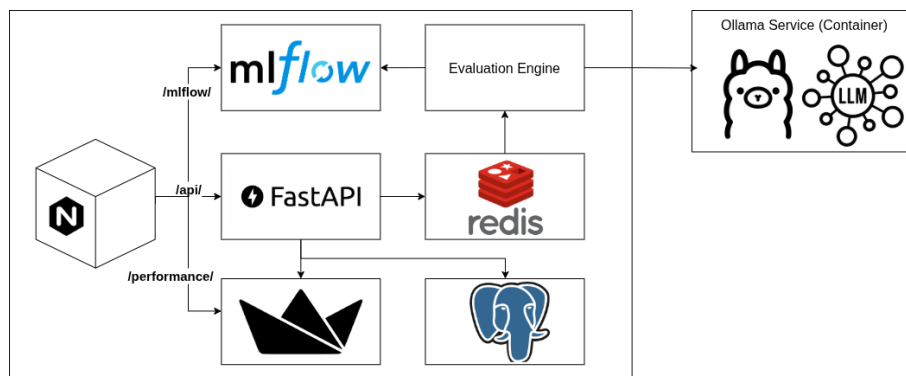 Ollama Service (Container)
mlflow
Evaluation Engine
LLM
/mlflow/
N
/api/
FastAPI
redis
/performance/